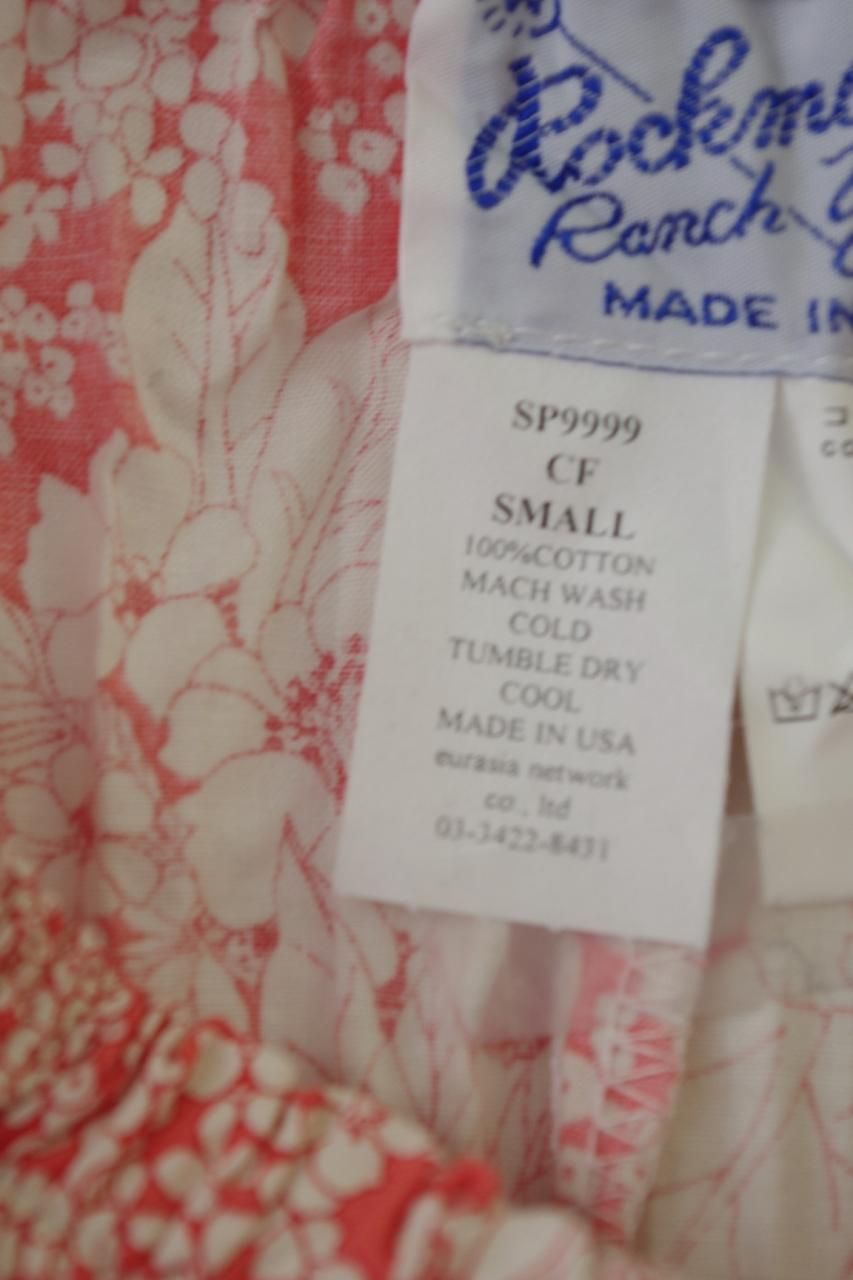 Rockm
Ranch
MADE IN
SP9999
CF
SMALL
100%COTTON
MACH WASH
COLD
TUMBLE DRY
COOL
MADE IN USA
eurasia network
co., ltd
03-3422-8431